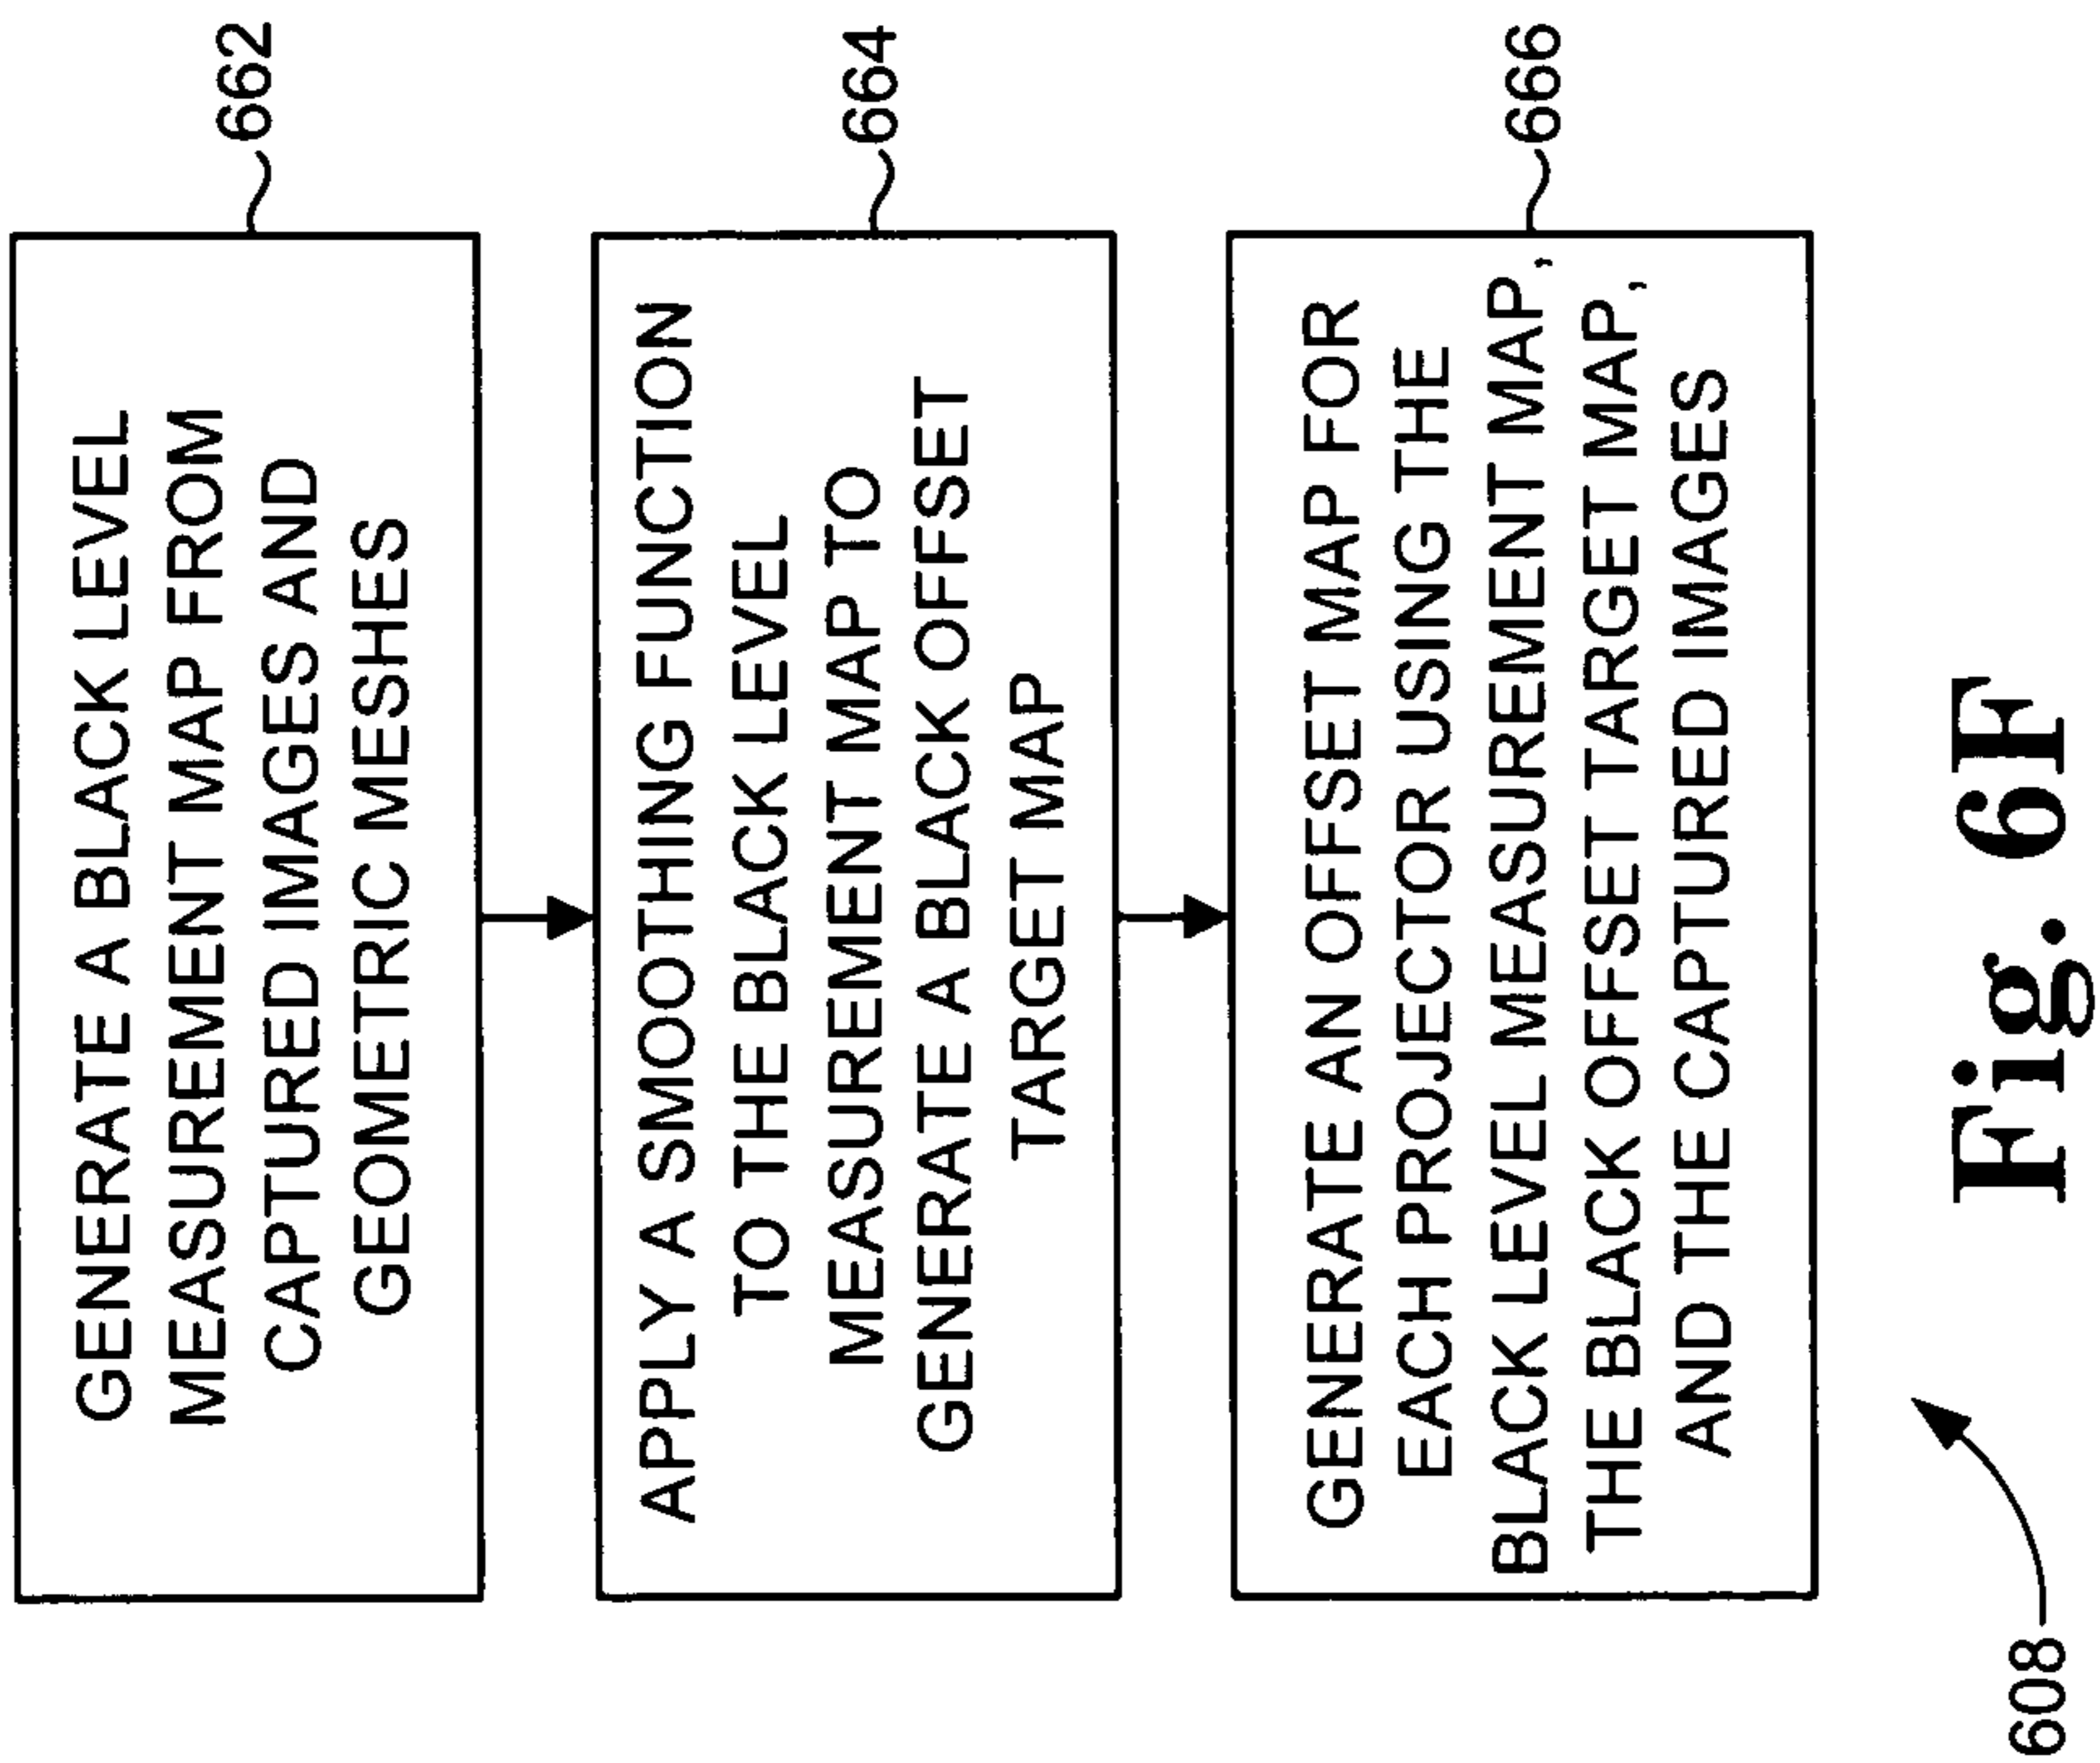 GENERATE A BLACK LEVEL
MEASUREMENT MAP FROM
CAPTURED IMAGES AND
GEOMETRIC MESHES
662
APPLY A SMOOTHING FUNCTION
TO THE BLACK LEVEL
MEASUREMENT MAP TO
GENERATE A BLACK OFFSET
TARGET MAP
664
GENERATE AN OFFSET MAP FOR
EACH PROJECTOR USING THE
BLACK LEVEL MEASUREMENT MAP,
THE BLACK OFFSET TARGET MAP,
AND THE CAPTURED IMAGES
666
608
Fig. 6F